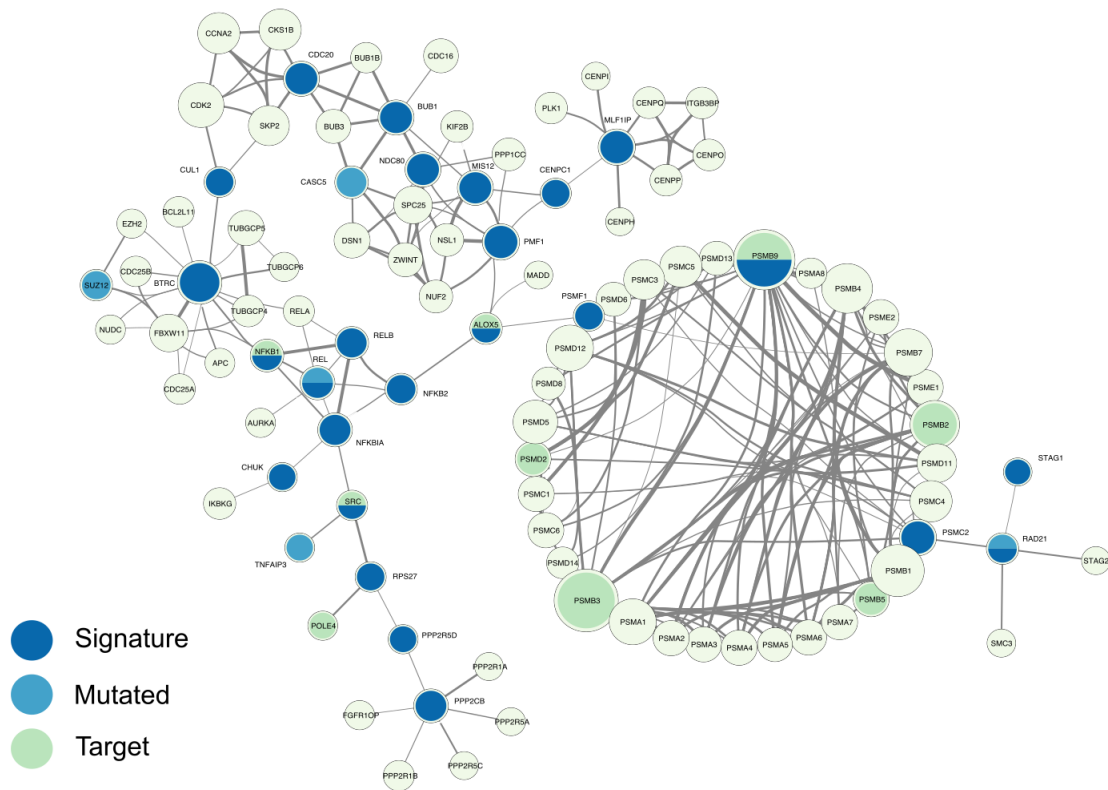 CCNA2
CKS1B
CDC20
BUB1B
CDC16
CDK2
SKP2
BUB3
BUB1
KIF2B
CENPI
PLK1
CENPQ
ITGB3BP
MLF1IP
CENPO
CENPP
CENPH
CUL1
CASC5
NDC80
MIS12
PPP1CC
CENPC1
SPC25
DSN1
ZWINT
NSL1
PMF1
NUF2
MADD
EZH2
BCL2L11
TUBGCP5
CDC25B
BTRC
TUBGCP6
SUZ12
NUDC
FBXW11
TUBGCP4
RELA
APC
CDC25A
NFKB1
REL
RELB
ALOX5
NFKB2
AURKA
NFKBIA
CHUK
IKBKG
SRC
TNFAIP3
RPS27
POLE4
PPP2R5D
PPP2R1A
PPP2CB
FGFR1OP
PPP2R5A
PPP2R5C
PPP2R1B
PSMF1
PSMD6
PSMC3
PSMC5
PSMD13
PSMB9
PSMA8
PSMB4
PSME2
PSMB7
PSME1
PSMB2
PSMD11
PSMC4
PSMC2
PSMB1
PSMB5
PSMA7
PSMA6
PSMA5
PSMA4
PSMA3
PSMA2
PSMA1
PSMB3
PSMD14
PSMC6
PSMC1
PSMD2
PSMD5
PSMD8
PSMD12
STAG1
RAD21
STAG2
SMC3
Signature
Mutated
Target